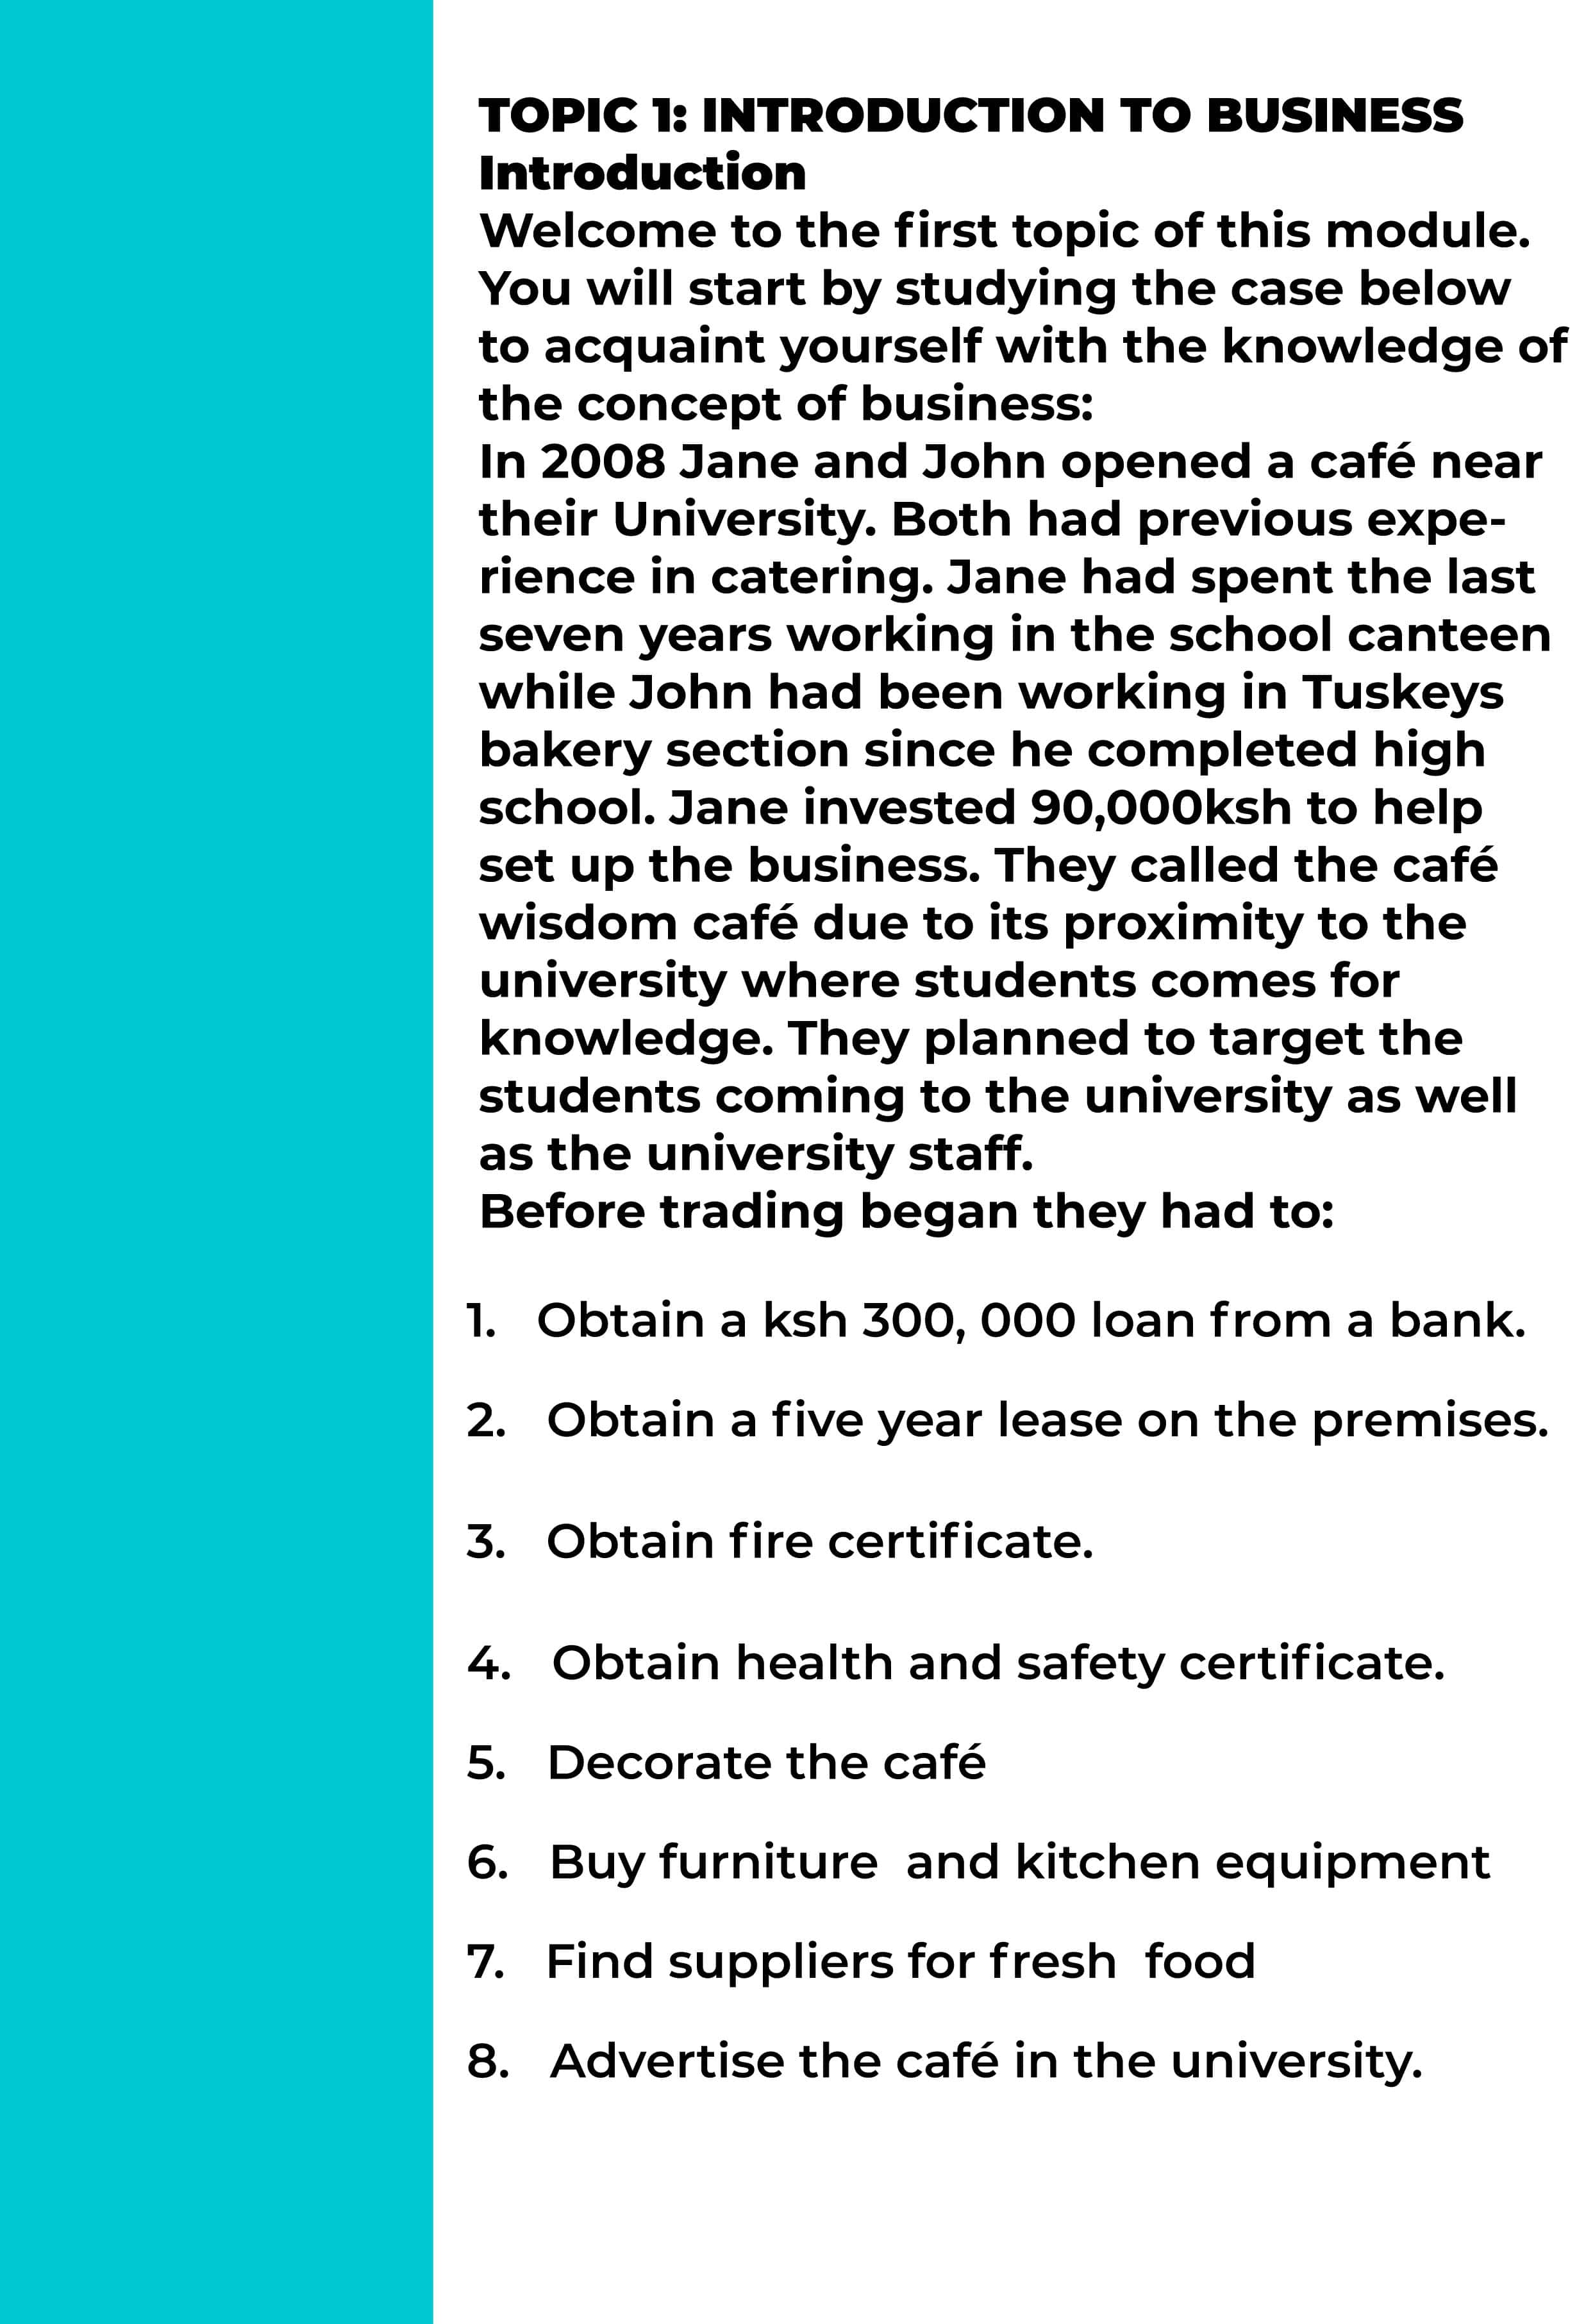 TOPIC 1: INTRODUCTION TO BUSINESS
Introduction
Welcome to the first topic of this module.
You will start by studying the case below
to acquaint yourself with the knowledge of
the concept of business:
In 2008 Jane and John opened a café near
their University. Both had previous expe-
rience in catering. Jane had spent the last
seven years working in the school canteen
while John had been working in Tuskeys
bakery section since he completed high
school. Jane invested 90,000ksh to help
set up the business. They called the café
wisdom café due to its proximity to the
university where students comes for
knowledge. They planned to target the
students coming to the university as well
as the university staff.
Before trading began they had to:
1. Obtain a ksh 300, 000 loan from a bank.
2. Obtain a five year lease on the premises.
3. Obtain fire certificate.
4. Obtain health and safety certificate.
5. Decorate the café
6. Buy furniture  and kitchen equipment
7. Find suppliers for fresh  food
8. Advertise the café in the university.